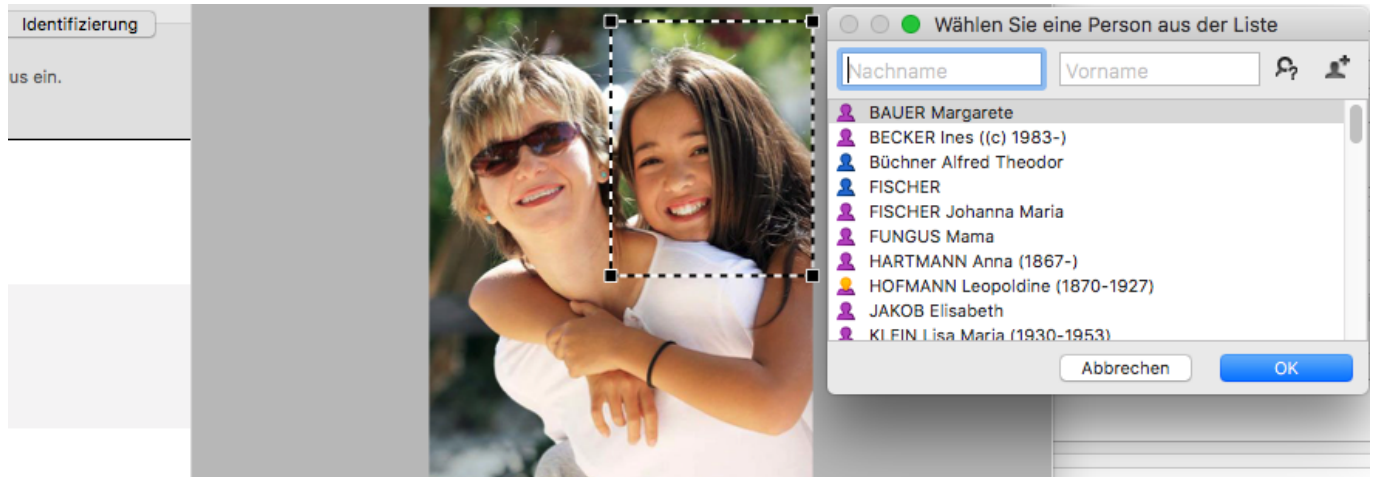 Identifizierung
us ein.
Wählen Sie eine Person aus der Liste
Nachname
Vorname
BAUER Margarete
BECKER Ines ((c) 1983-)
Büchner Alfred Theodor
FISCHER
FISCHER Johanna Maria
FUNGUS Mama
HARTMANN Anna (1867-)
HOFMANN Leopoldine (1870-1927)
JAKOB Elisabeth
KLEIN Lisa Maria (1930-1953)
Abbrechen
OK